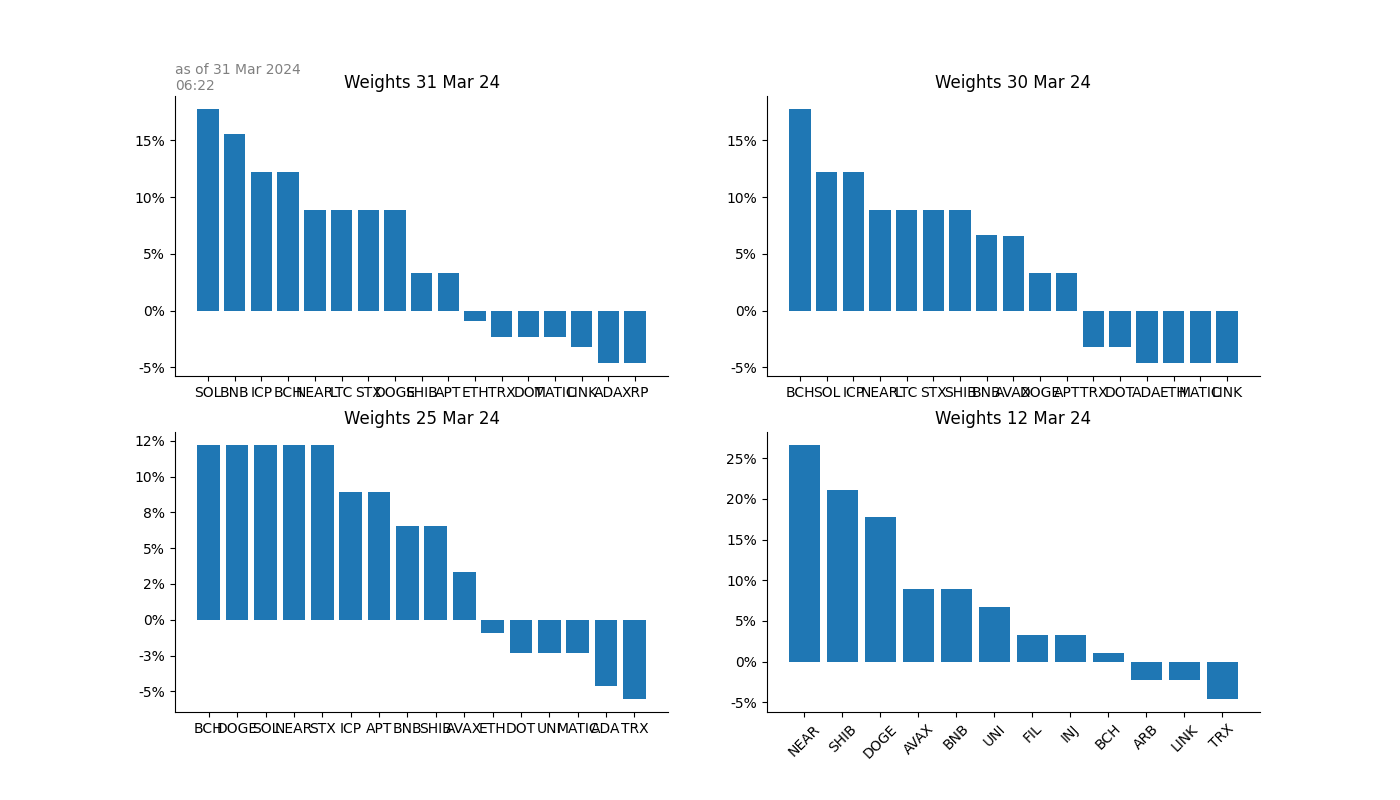 as of 31 Mar 2024
06:22
Weights 31 Mar 24
15%
10%
5%
0%
-5%
SOL BNB ICP BCH NEAR LTC STX DOGE SHIB APT ETH TRX DOT MATIC LINK ADA XRP
Weights 30 Mar 24
15%
10%
5%
0%
-5%
BCH SOL ICP NEAR LTC STX SHIB BNB AVAX DOGE APT TRX DOT ADA ETH MATIC LINK
Weights 25 Mar 24
12%
10%
8%
5%
2%
0%
-3%
-5%
BCH DOGE SOL NEAR STX ICP APT BNB SHIB AVAX ETH DOT UNI MATIC ADA TRX
Weights 12 Mar 24
25%
20%
15%
10%
5%
0%
-5%
NEAR SHIB DOGE AVAX BNB UNI FIL INJ BCH ARB LINK TRX